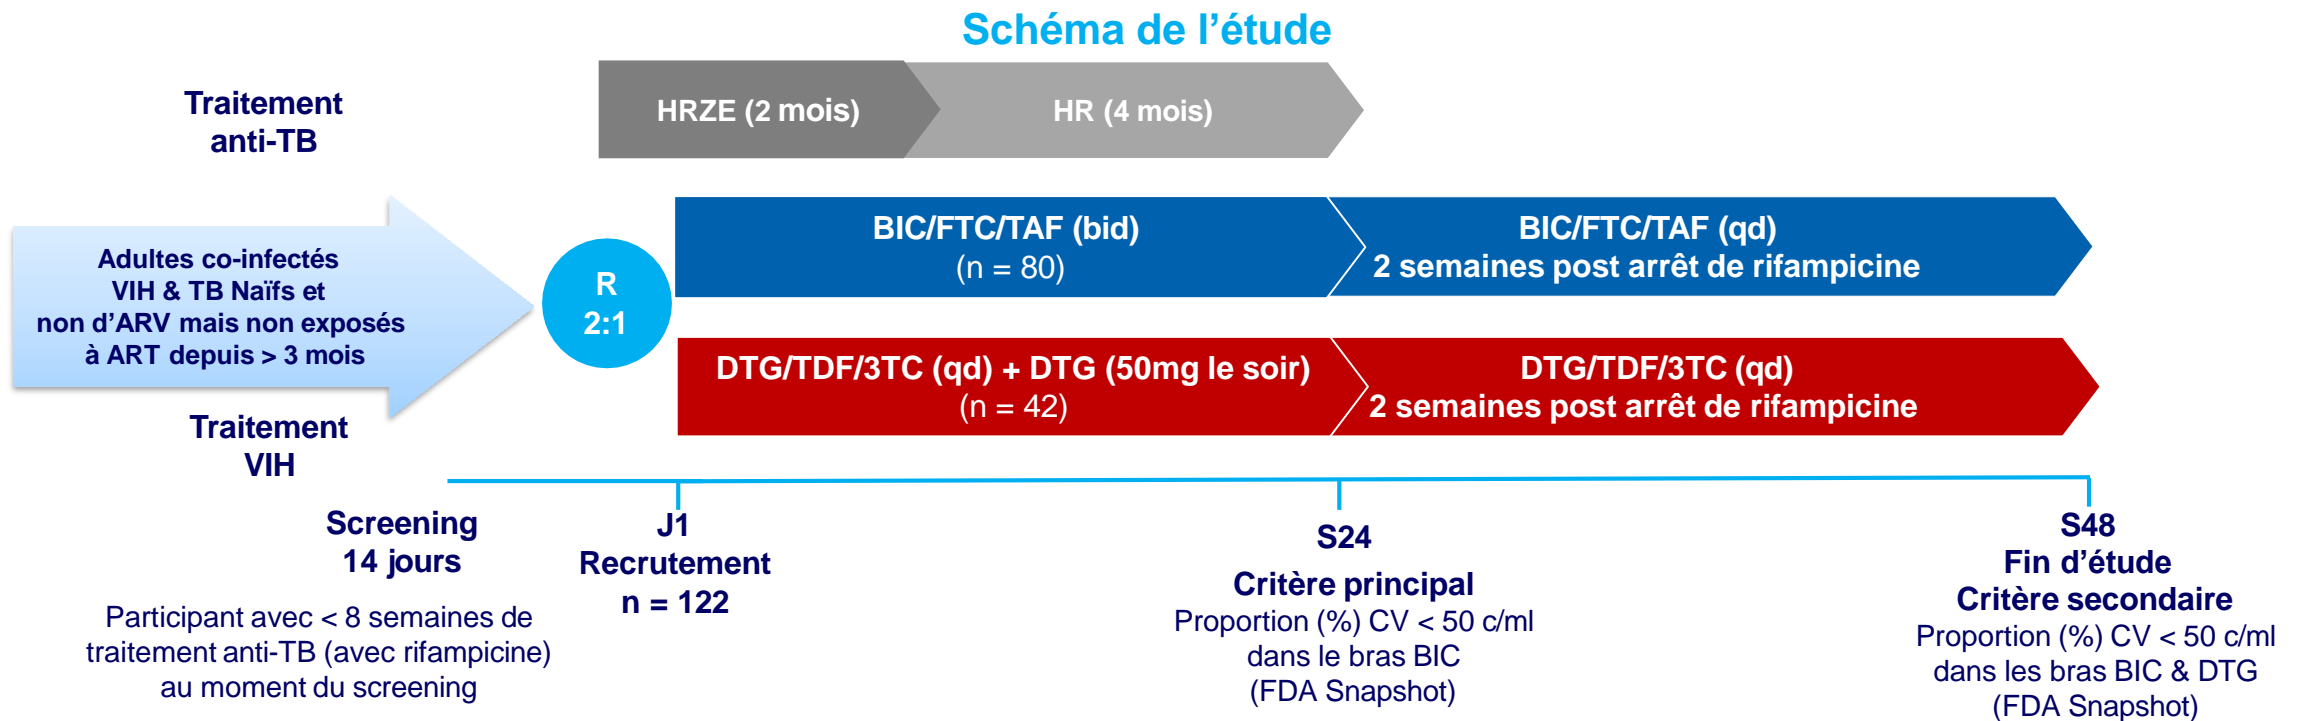 Schéma de l’étude
Traitement
anti-TB
HRZE (2 mois)
HR (4 mois)
Adultes co-infectés
VIH & TB Naïfs et
non d’ARV mais non exposés
à ART depuis > 3 mois
R
2:1
BIC/FTC/TAF (bid)
(n = 80)
BIC/FTC/TAF (qd)
2 semaines post arrêt de rifampicine
DTG/TDF/3TC (qd) + DTG (50mg le soir)
(n = 42)
DTG/TDF/3TC (qd)
2 semaines post arrêt de rifampicine
Traitement
VIH
Screening
14 jours
Participant avec < 8 semaines de
traitement anti-TB (avec rifampicine)
au moment du screening
J1
Recrutement
n = 122
S24
Critère principal
Proportion (%) CV < 50 c/ml
dans le bras BIC
(FDA Snapshot)
S48
Fin d’étude
Critère secondaire
Proportion (%) CV < 50 c/ml
dans les bras BIC & DTG
(FDA Snapshot)